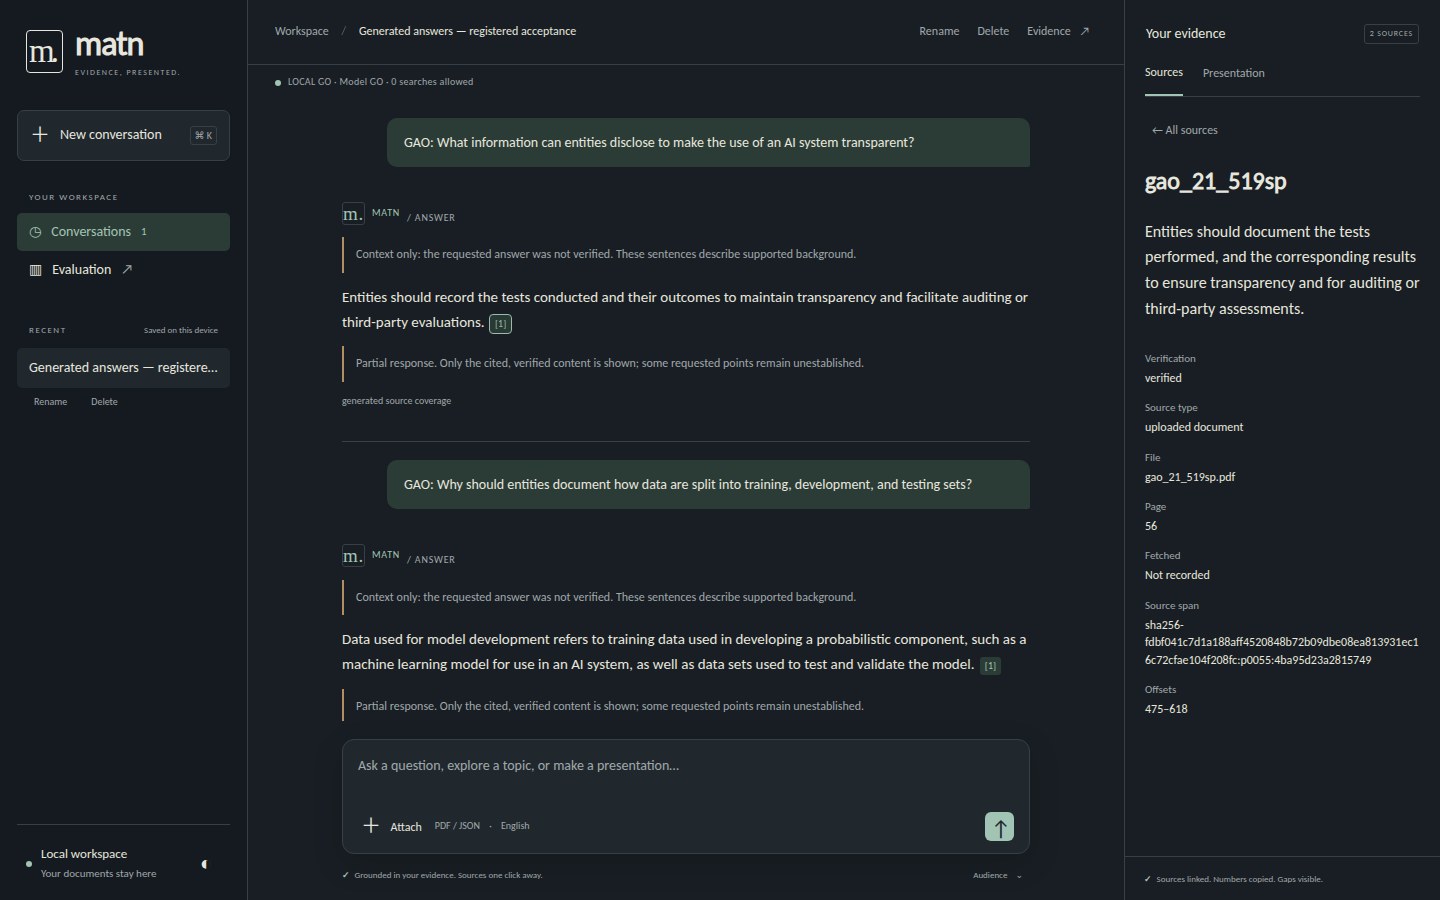 m. matn
EVIDENCE, PRESENTED.
New conversation ⌘ K
YOUR WORKSPACE
Conversations 1
Evaluation ↗
RECENT Saved on this device
Generated answers — registere...
Rename Delete
Local workspace
Your documents stay here
Workspace / Generated answers — registered acceptance
Rename Delete Evidence ↗
LOCAL GO · Model GO · 0 searches allowed
GAO: What information can entities disclose to make the use of an AI system transparent?
m. MATN / ANSWER
Context only: the requested answer was not verified. These sentences describe supported background.
Entities should record the tests conducted and their outcomes to maintain transparency and facilitate auditing or
third-party evaluations. [1]
Partial response. Only the cited, verified content is shown; some requested points remain unestablished.
generated source coverage
GAO: Why should entities document how data are split into training, development, and testing sets?
m. MATN / ANSWER
Context only: the requested answer was not verified. These sentences describe supported background.
Data used for model development refers to training data used in developing a probabilistic component, such as a
machine learning model for use in an AI system, as well as data sets used to test and validate the model. [1]
Partial response. Only the cited, verified content is shown; some requested points remain unestablished.
Ask a question, explore a topic, or make a presentation...
Attach PDF / JSON · English
✓ Grounded in your evidence. Sources one click away.
Audience
Your evidence 2 SOURCES
Sources Presentation
← All sources
gao_21_519sp
Entities should document the tests
performed, and the corresponding results
to ensure transparency and for auditing or
third-party assessments.
Verification
verified
Source type
uploaded document
File
gao_21_519sp.pdf
Page
56
Fetched
Not recorded
Source span
sha256-
fdbf041c7d1a188aff4520848b72b09dbe08ea813931ec1
6c72cfae104f208fc:p0055:4ba95d23a2815749
Offsets
475–618
✓ Sources linked. Numbers copied. Gaps visible.